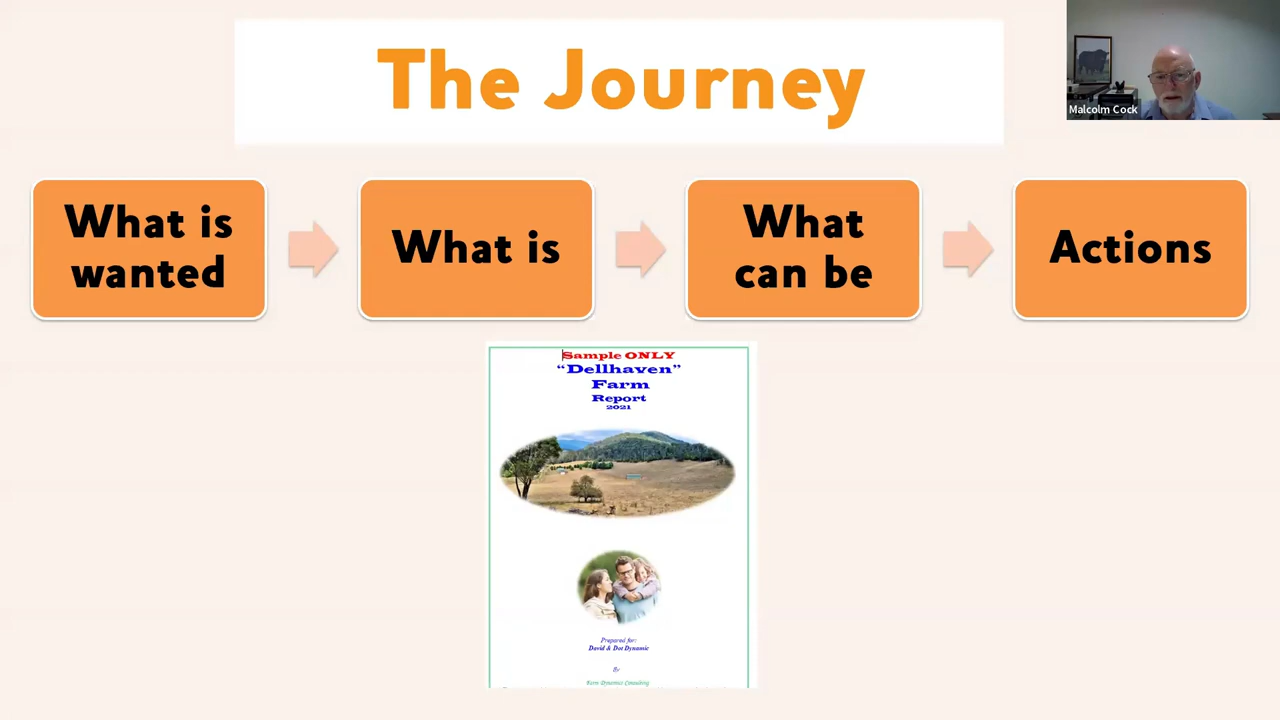 The Journey
Malcolm Cock
What is
wanted
What is
What
can be
Actions
Sample ONLY
“Dellhaven”
Farm
Report
2021
Prepared for:
David & Dot Dynamic
By
Farm Dynamics Consulting